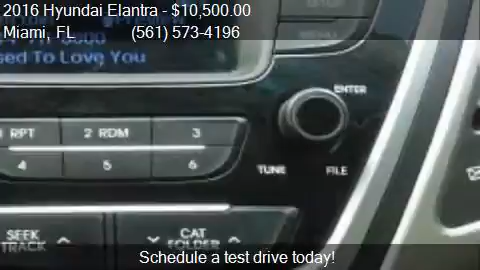 2016 Hyundai Elantra - $10,500.00
Miami, FL (561) 573-4196
sed To Love You
ENTER
1 RPT 2 RDM 3
4 5 6
TUNE FILE
SEEK CAT
TRACK FOLDER
Schedule a test drive today!